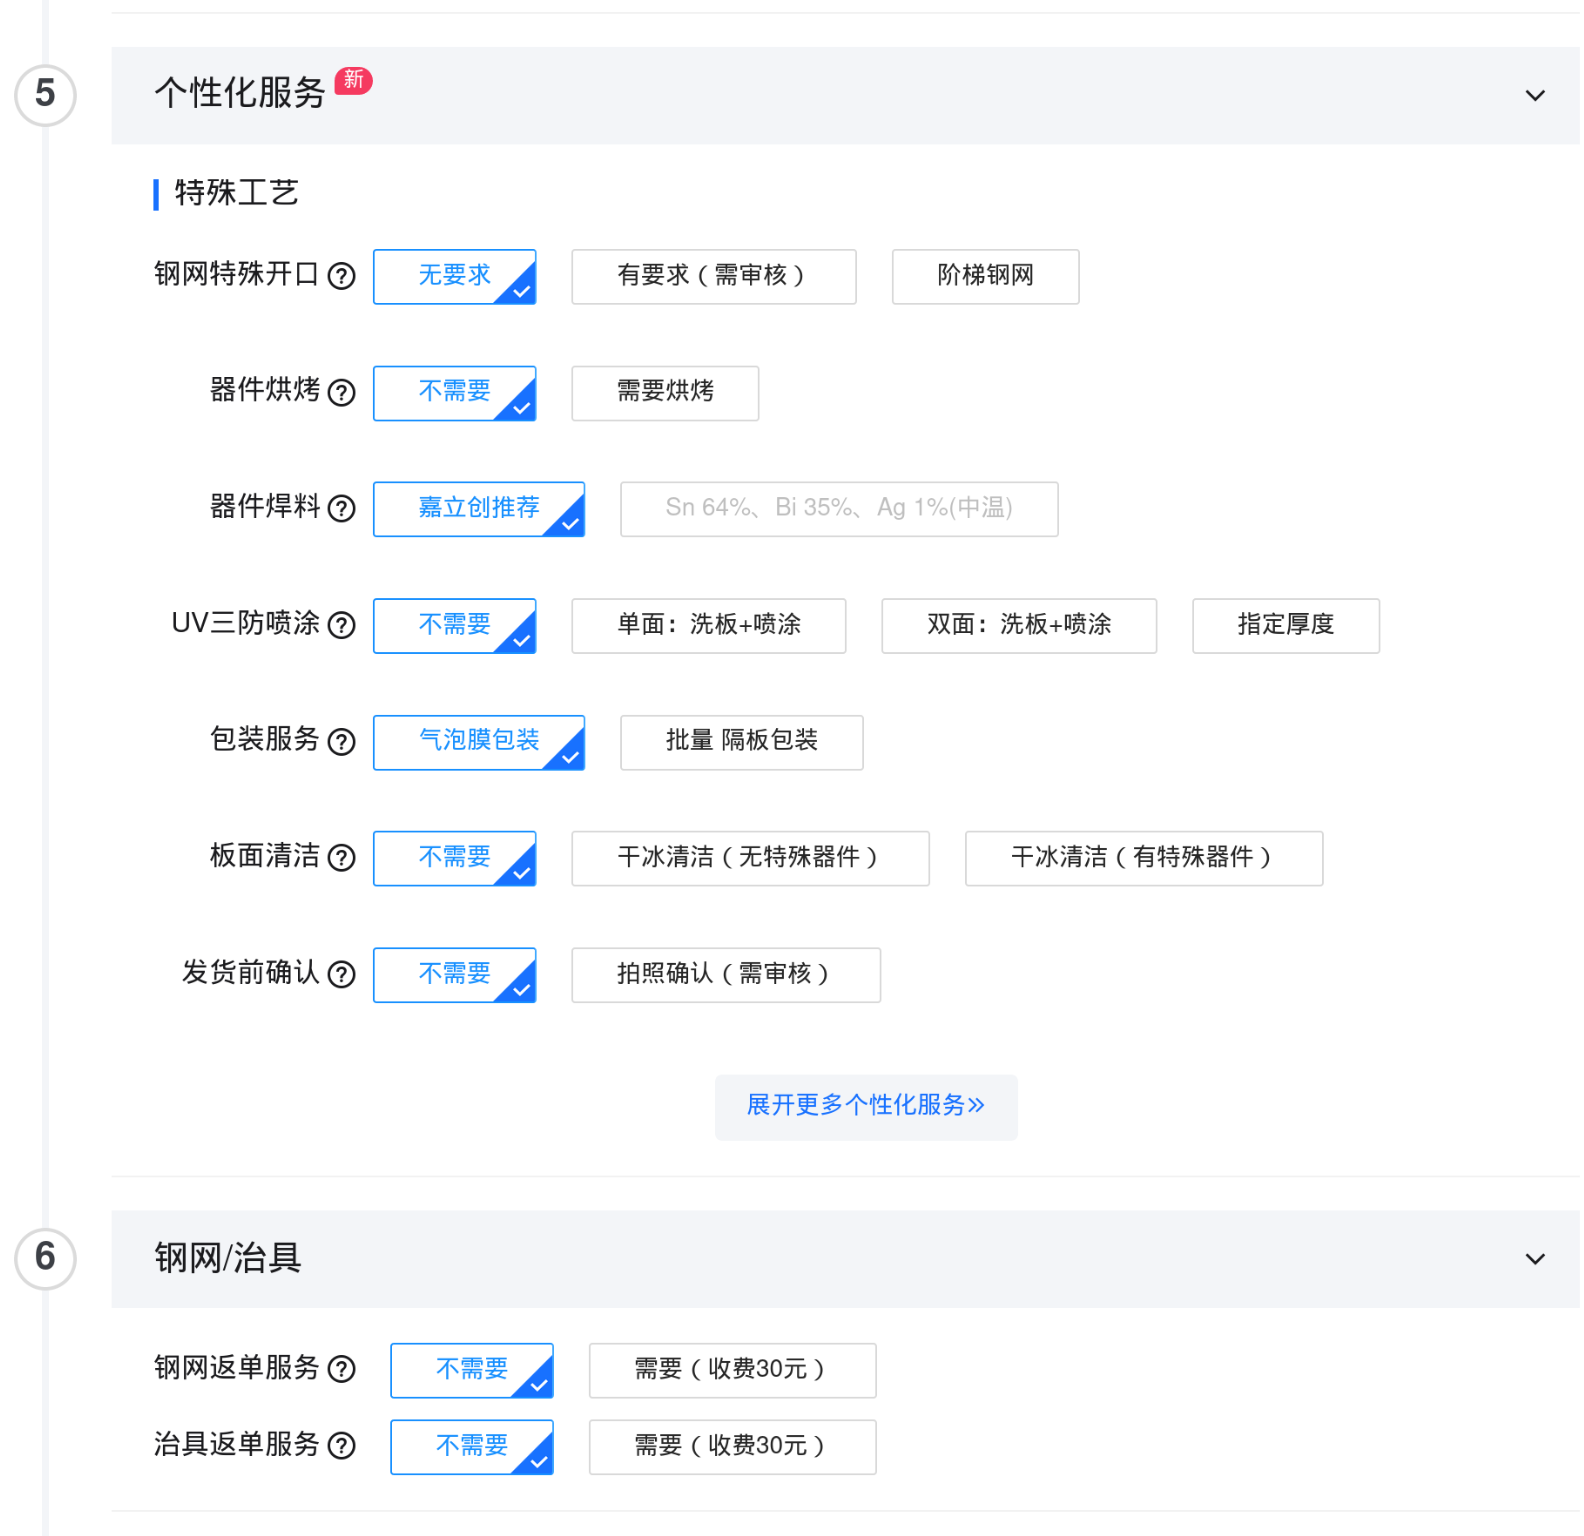 5
个性化服务 新
特殊工艺
钢网特殊开口 无要求 有要求（需审核） 阶梯钢网
器件烘烤 不需要 需要烘烤
器件焊料 嘉立创推荐 Sn 64%、Bi 35%、Ag 1%(中温)
UV三防喷涂 不需要 单面：洗板+喷涂 双面：洗板+喷涂 指定厚度
包装服务 气泡膜包装 批量 隔板包装
板面清洁 不需要 干冰清洁（无特殊器件） 干冰清洁（有特殊器件）
发货前确认 不需要 拍照确认（需审核）
展开更多个性化服务
6
钢网/治具
钢网返单服务 不需要 需要（收费30元）
治具返单服务 不需要 需要（收费30元）